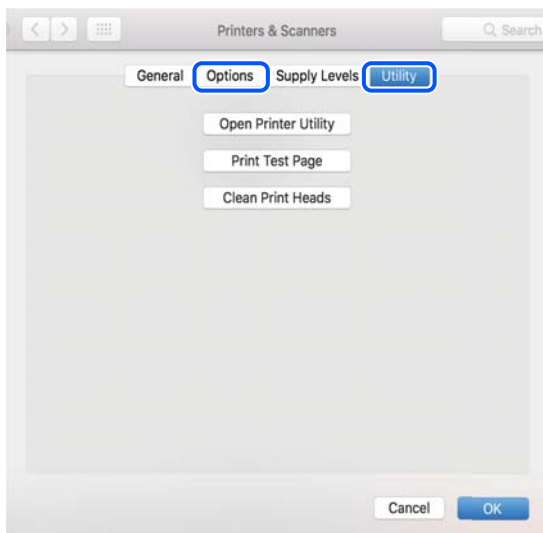 Printers & Scanners
Search
General Options Supply Levels Utility
Open Printer Utility
Print Test Page
Clean Print Heads
Cancel OK